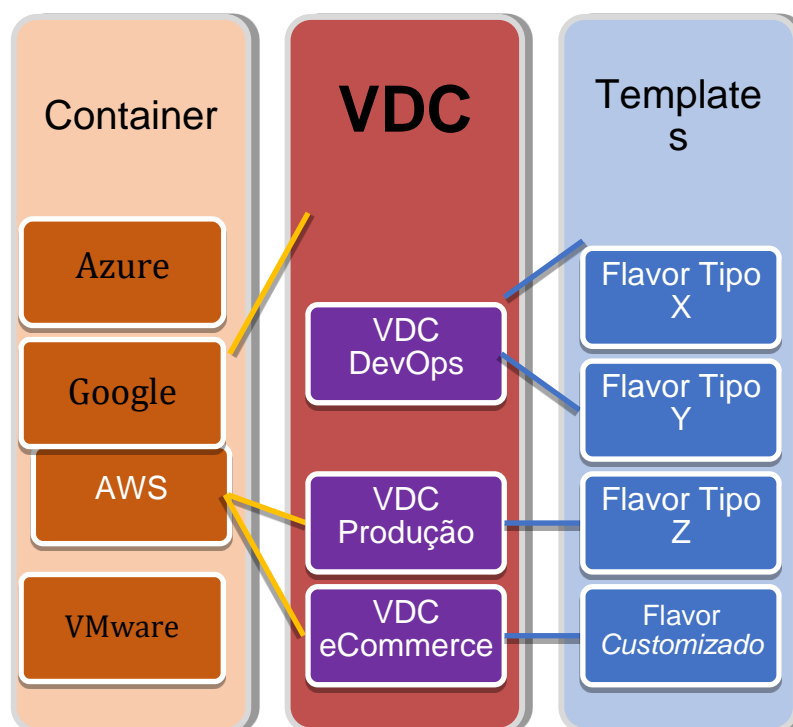 Container
Azure
Google
AWS
VMware
VDC
VDC
DevOps
VDC
Produção
VDC
eCommerce
Template
s
Flavor Tipo
X
Flavor Tipo
Y
Flavor Tipo
Z
Flavor
Customizado